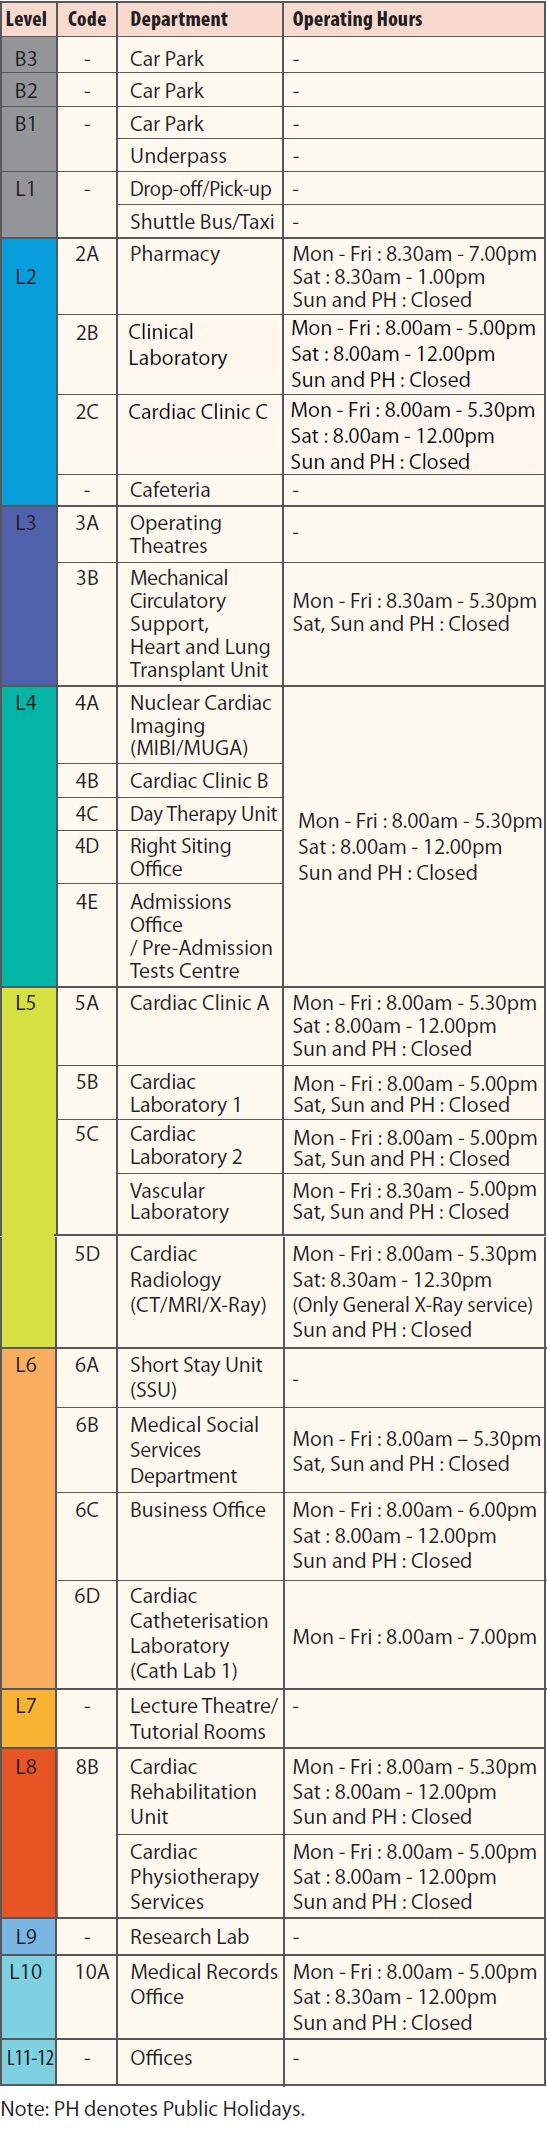 Level Code Department Operating Hours
B3 - Car Park -
B2 - Car Park -
B1 - Car Park -
Underpass -
L1 - Drop-off/Pick-up -
Shuttle Bus/Taxi -
L2 2A Pharmacy Mon - Fri : 8.30am - 7.00pm
Sat : 8.30am - 1.00pm
Sun and PH : Closed
2B Clinical Mon - Fri : 8.00am - 5.00pm
Laboratory Sat : 8.00am - 12.00pm
Sun and PH : Closed
2C Cardiac Clinic C Mon - Fri : 8.00am - 5.30pm
Sat : 8.00am - 12.00pm
Sun and PH : Closed
- Cafeteria -
L3 3A Operating
Theatres -
3B Mechanical
Circulatory Mon - Fri : 8.30am - 5.30pm
Support, Sat, Sun and PH : Closed
Heart and Lung
Transplant Unit
L4 4A Nuclear Cardiac
Imaging
(MIBI/MUGA)
4B Cardiac Clinic B
4C Day Therapy Unit
Mon - Fri : 8.00am - 5.30pm
4D Right Siting Sat : 8.00am - 12.00pm
Office Sun and PH : Closed
4E Admissions
Office
/ Pre-Admission
Tests Centre
L5 5A Cardiac Clinic A Mon - Fri : 8.00am - 5.30pm
Sat : 8.00am - 12.00pm
Sun and PH : Closed
5B Cardiac Mon - Fri : 8.00am - 5.00pm
Laboratory 1 Sat, Sun and PH : Closed
5C Cardiac Mon - Fri : 8.00am - 5.00pm
Laboratory 2 Sat, Sun and PH : Closed
Vascular Mon - Fri : 8.30am - 5.00pm
Laboratory Sat, Sun and PH : Closed
5D Cardiac Mon - Fri : 8.00am - 5.30pm
Radiology Sat: 8.30am - 12.30pm
(CT/MRI/X-Ray) (Only General X-Ray service)
Sun and PH : Closed
L6 6A Short Stay Unit
(SSU) -
6B Medical Social Mon - Fri : 8.00am – 5.30pm
Services Sat, Sun and PH : Closed
Department
6C Business Office Mon - Fri : 8.00am - 6.00pm
Sat : 8.00am - 12.00pm
Sun and PH : Closed
6D Cardiac
Catheterisation Mon - Fri : 8.00am - 7.00pm
Laboratory
(Cath Lab 1)
L7 - Lecture Theatre/ -
Tutorial Rooms
L8 8B Cardiac Mon - Fri : 8.00am - 5.30pm
Rehabilitation Sat : 8.00am - 12.00pm
Unit Sun and PH : Closed
Cardiac Mon - Fri : 8.00am - 5.00pm
Physiotherapy Sat : 8.00am - 12.00pm
Services Sun and PH : Closed
L9 - Research Lab -
L10 10A Medical Records Mon - Fri : 8.00am - 5.00pm
Office Sat : 8.30am - 12.00pm
Sun and PH : Closed
L11-12 - Offices -
Note: PH denotes Public Holidays.